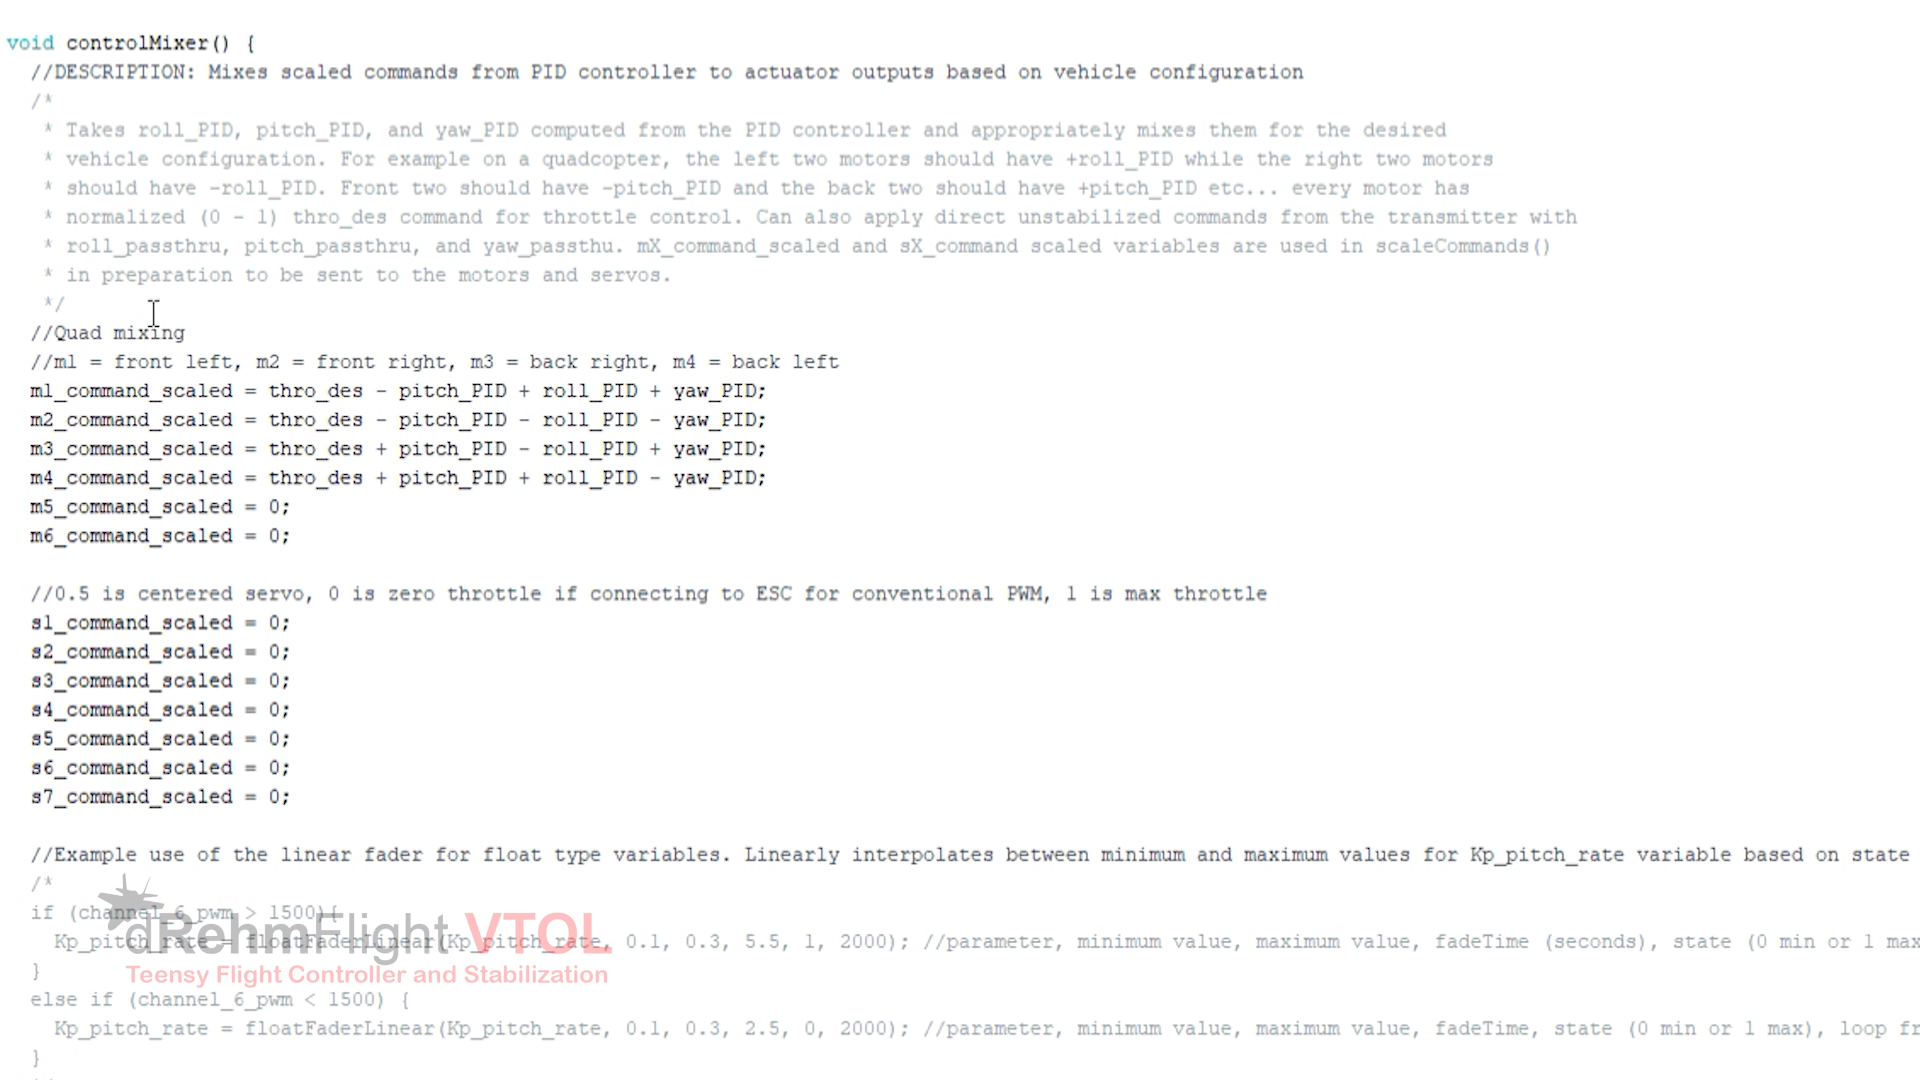 void controlMixer() {
//DESCRIPTION: Mixes scaled commands from PID controller to actuator outputs based on vehicle configuration
/*
* Takes roll_PID, pitch_PID, and yaw_PID computed from the PID controller and appropriately mixes them for the desired
* vehicle configuration. For example on a quadcopter, the left two motors should have +roll_PID while the right two motors
* should have -roll_PID. Front two should have -pitch_PID and the back two should have +pitch_PID etc... every motor has
* normalized (0 - 1) thro_des command for throttle control. Can also apply direct unstabilized commands from the transmitter with
* roll_passthru, pitch_passthru, and yaw_passthu. mX_command_scaled and sX_command scaled variables are used in scaleCommands()
* in preparation to be sent to the motors and servos.
*/
//Quad mixing
//m1 = front left, m2 = front right, m3 = back right, m4 = back left
m1_command_scaled = thro_des - pitch_PID + roll_PID + yaw_PID;
m2_command_scaled = thro_des - pitch_PID - roll_PID - yaw_PID;
m3_command_scaled = thro_des + pitch_PID - roll_PID + yaw_PID;
m4_command_scaled = thro_des + pitch_PID + roll_PID - yaw_PID;
m5_command_scaled = 0;
m6_command_scaled = 0;
//0.5 is centered servo, 0 is zero throttle if connecting to ESC for conventional PWM, 1 is max throttle
s1_command_scaled = 0;
s2_command_scaled = 0;
s3_command_scaled = 0;
s4_command_scaled = 0;
s5_command_scaled = 0;
s6_command_scaled = 0;
s7_command_scaled = 0;
//Example use of the linear fader for float type variables. Linearly interpolates between minimum and maximum values for Kp_pitch_rate variable based on state
/*
if (channel_6_pwm > 1500){
Kp_pitch_rate = floatFaderLinear(Kp_pitch_rate, 0.1, 0.3, 5.5, 1, 2000); //parameter, minimum value, maximum value, fadeTime (seconds), state (0 min or 1 max
}
else if (channel_6_pwm < 1500) {
Kp_pitch_rate = floatFaderLinear(Kp_pitch_rate, 0.1, 0.3, 2.5, 0, 2000); //parameter, minimum value, maximum value, fadeTime, state (0 min or 1 max), loop fr
}
dRehmFlight VTOL
Teensy Flight Controller and Stabilization